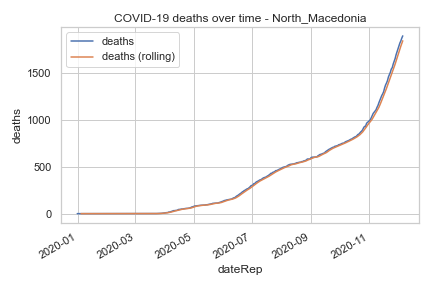 COVID-19 deaths over time - North_Macedonia
deaths
deaths (rolling)
1500
1000
500
0
deaths
2020-01
2020-03
2020-05
2020-07
2020-09
2020-11
dateRep